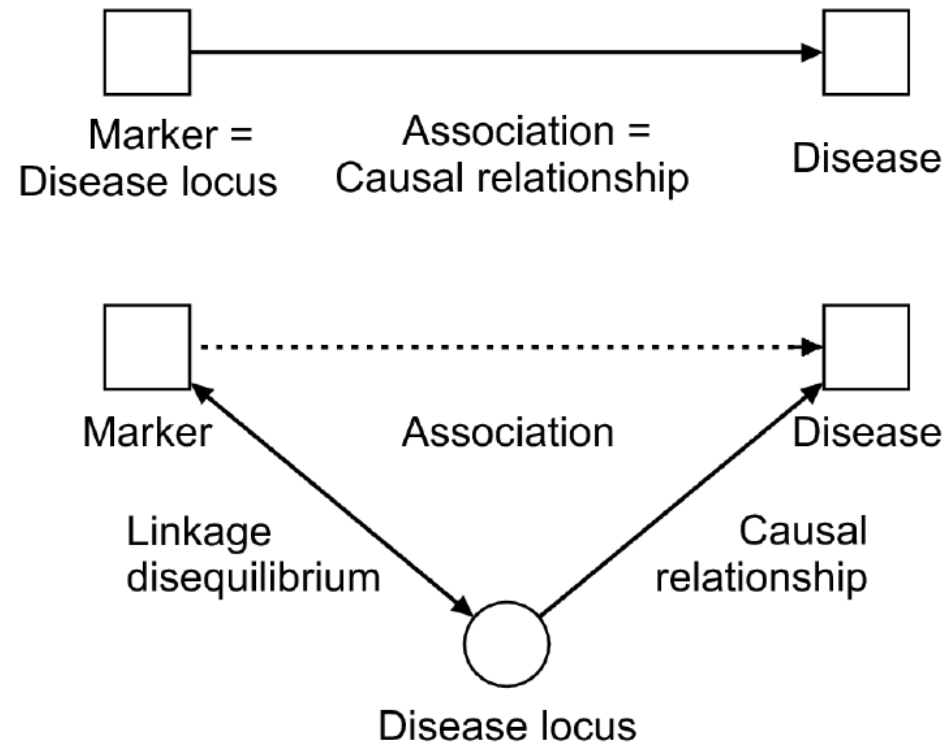 Marker =
Disease locus
Association =
Causal relationship
Disease
Marker
Association
Disease
Linkage
disequilibrium
Causal
relationship
Disease locus